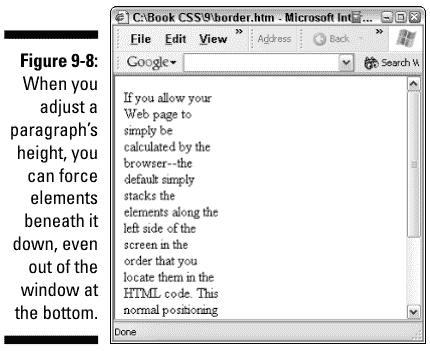 Figure 9-8:
When you
adjust a
paragraph's
height, you
can force
elements
beneath it
down, even
out of the
window at
the bottom.
C:\Book CSS\9\border.htm - Microsoft Int
File Edit View » Address Back »
Google Search W
If you allow your
Web page to
simply be
calculated by the
browser--the
default simply
stacks the
elements along the
left side of the
screen in the
order that you
locate them in the
HTML code. This
normal positioning
Done